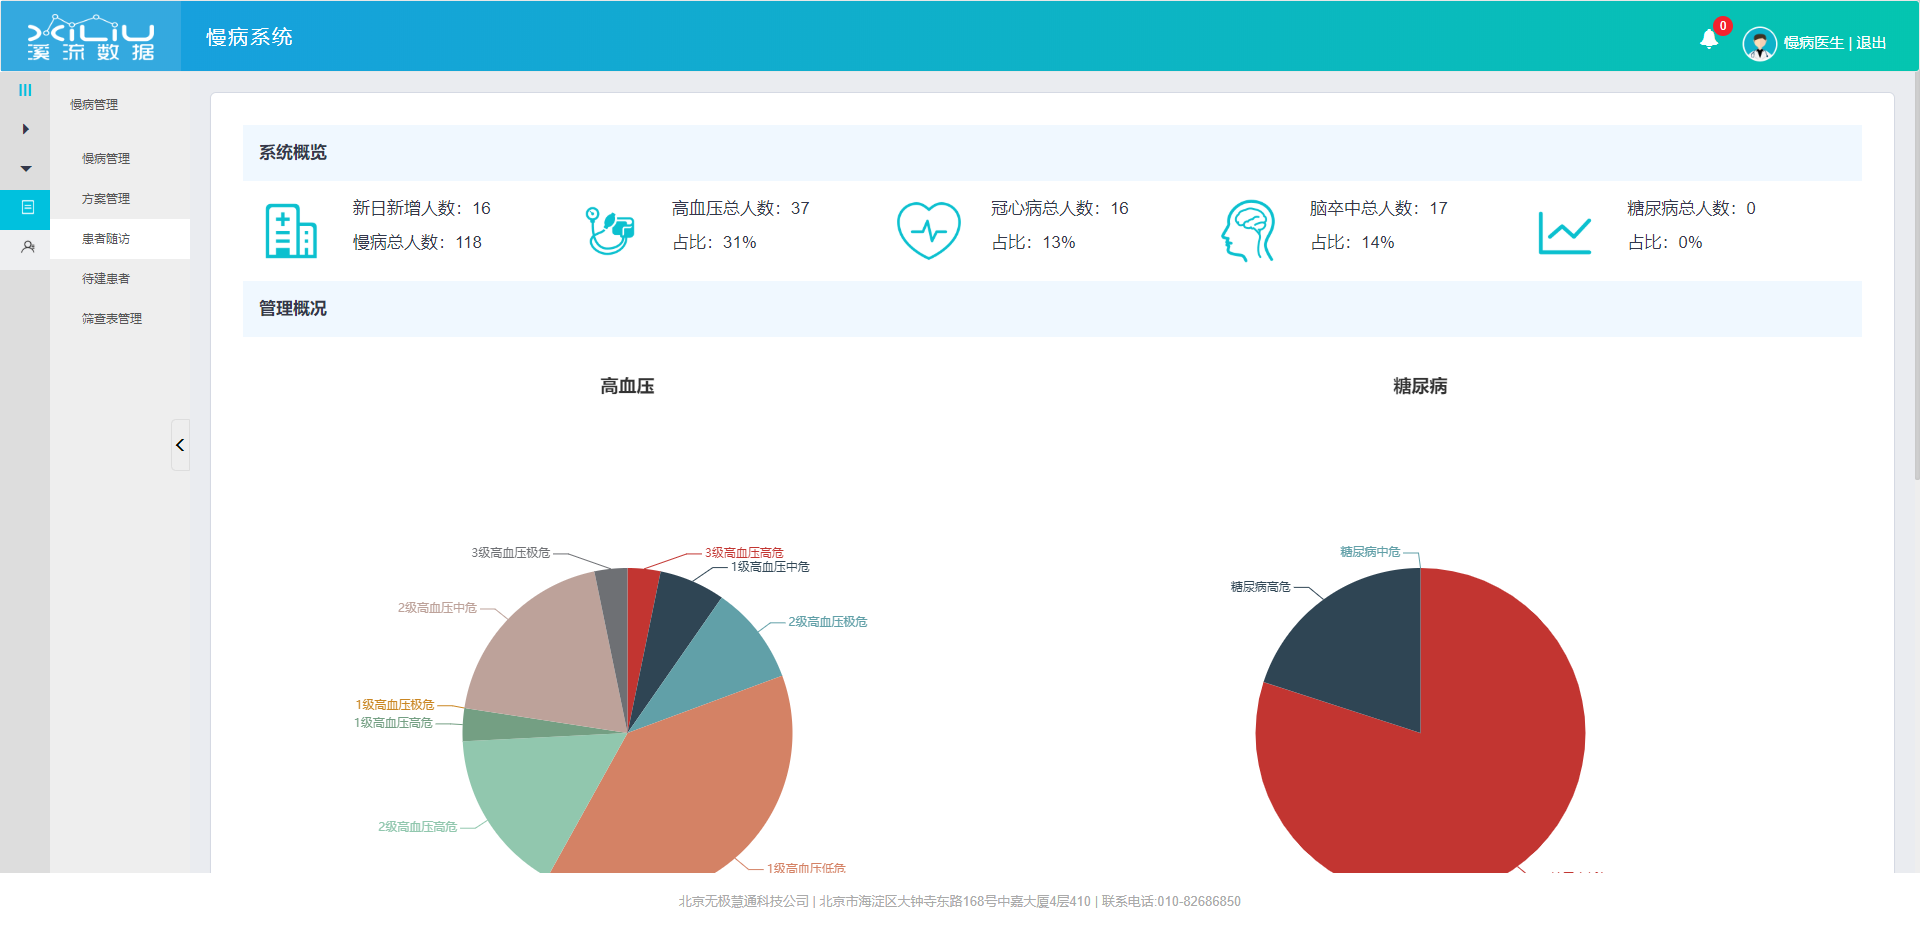 XiLiU
溪流数据
慢病系统
0
慢病医生 | 退出
慢病管理
慢病管理
方案管理
患者随访
待建患者
筛查表管理
系统概览
新日新增人数：16
慢病总人数：118
高血压总人数：37
占比：31%
冠心病总人数：16
占比：13%
脑卒中总人数：17
占比：14%
糖尿病总人数：0
占比：0%
管理概况
高血压
糖尿病
3级高血压极危
3级高血压高危
1级高血压中危
2级高血压中危
2级高血压极危
1级高血压极危
1级高血压高危
2级高血压高危
1级高血压低危
糖尿病中危
糖尿病高危
北京无极慧通科技公司 | 北京市海淀区大钟寺东路168号中嘉大厦4层410 | 联系电话:010-82686850